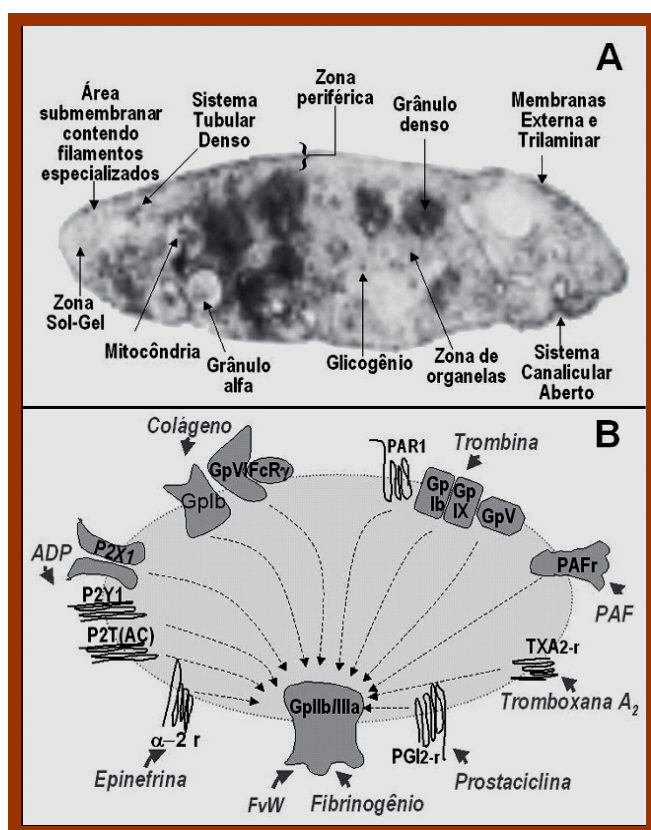 A
Área
submembranar
contendo
filamentos
especializados
Sistema
Tubular
Denso
Zona
periférica
}
Grânulo
denso
Membranas
Externa e
Trilaminar
Zona
Sol-Gel
Mitocôndria
Grânulo
alfa
Glicogênio
Zona de
organelas
Sistema
Canalicular
Aberto
B
Colágeno
GpVI
FcRγ
GpIb
PAR1
Trombina
Gp
Ib
Gp
IX
GpV
ADP
P2X1
P2Y1
P2T(AC)
PAFr
PAF
TXA2-r
Tromboxana A2
α-2 r
Epinefrina
GpIIb/IIIa
PGI2-r
Prostaciclina
FvW
Fibrinogênio